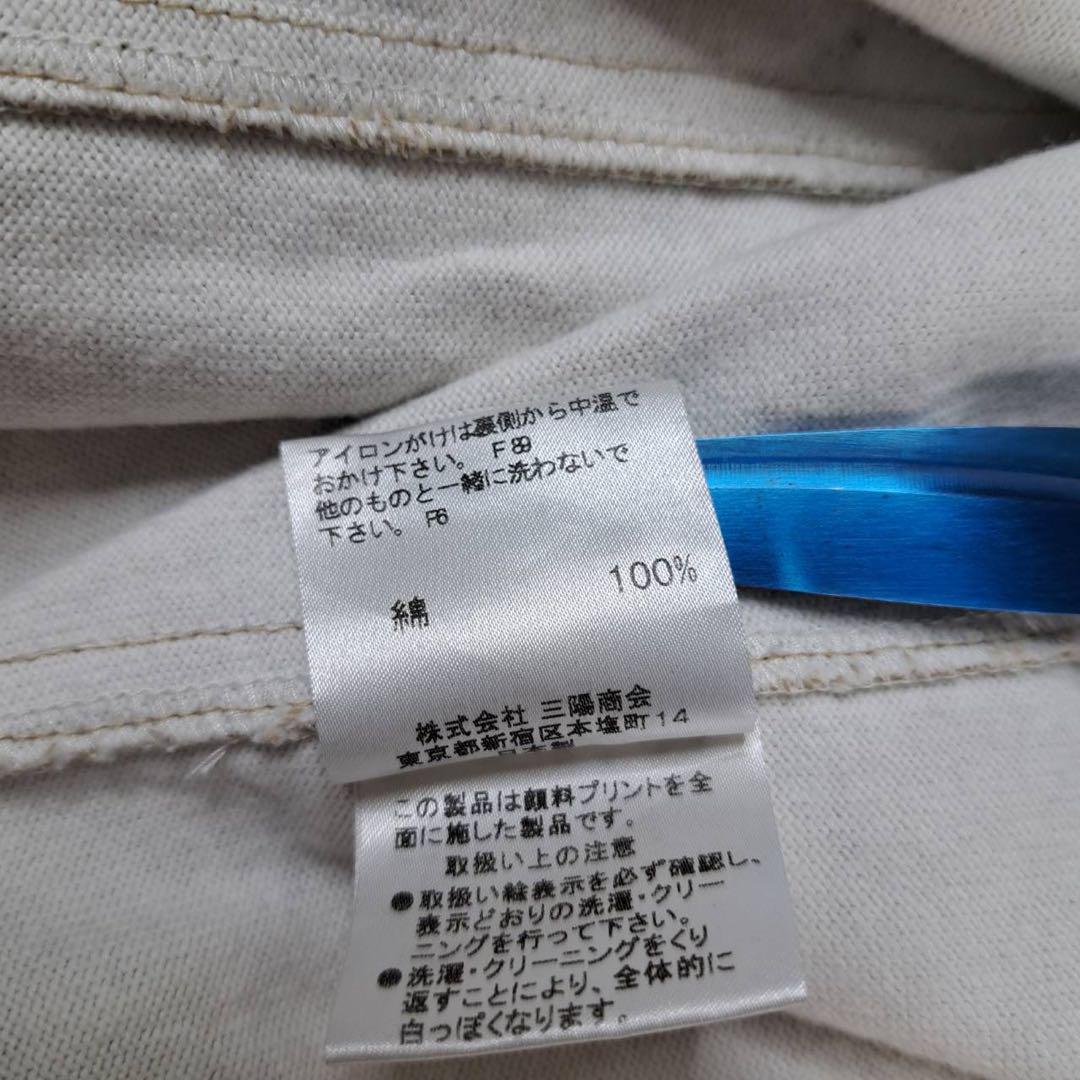 アイロンがけは裏側から中温で
おかけ下さい。 F89
他のものと一緒に洗わないで
下さい。 F6
綿 100%
株式会社 三陽商会
東京都新宿区本塩町14
日本製
この製品は顔料プリントを全
面に施した製品です。
取扱い上の注意
●取扱い絵表示を必ず確認し、
表示どおりの洗濯・クリー
ニングを行って下さい。
●洗濯・クリーニングをくり
返すことにより、全体的に
白っぽくなります。